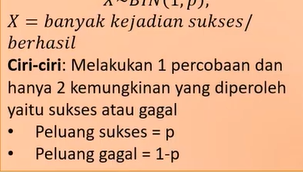 X~BIN(1,p),
X = banyak kejadian sukses/
berhasil
Ciri-ciri: Melakukan 1 percobaan dan
hanya 2 kemungkinan yang diperoleh
yaitu sukses atau gagal
• Peluang sukses = p
• Peluang gagal = 1-p